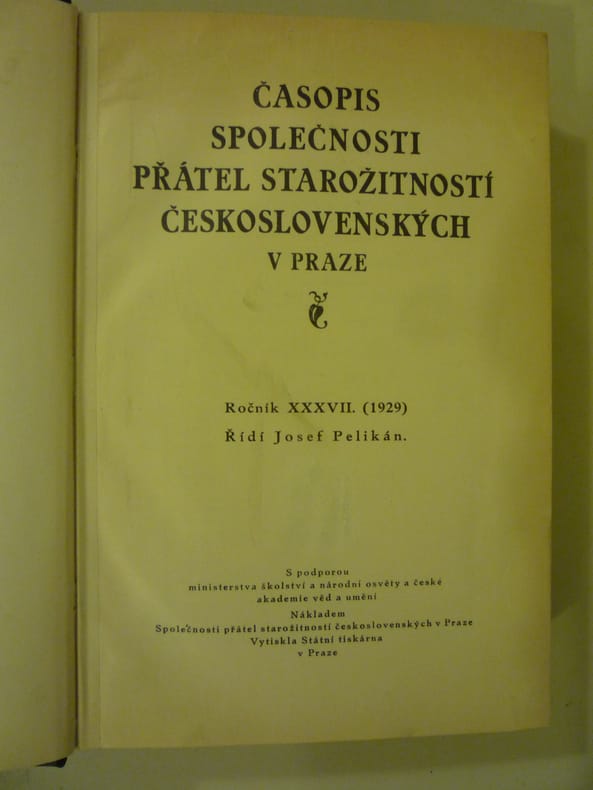 ČASOPIS
SPOLEČNOSTI
PŘÁTEL STAROŽITNOSTÍ
ČESKOSLOVENSKÝCH
V PRAZE
Ročník XXXVII. (1929)
Řídí Josef Pelikán.
S podporou
ministerstva školství a národní osvěty a české
akademie věd a umění
Nákladem
Společnosti přátel starožitností československých v Praze
Vytiskla Státní tiskárna
v Praze